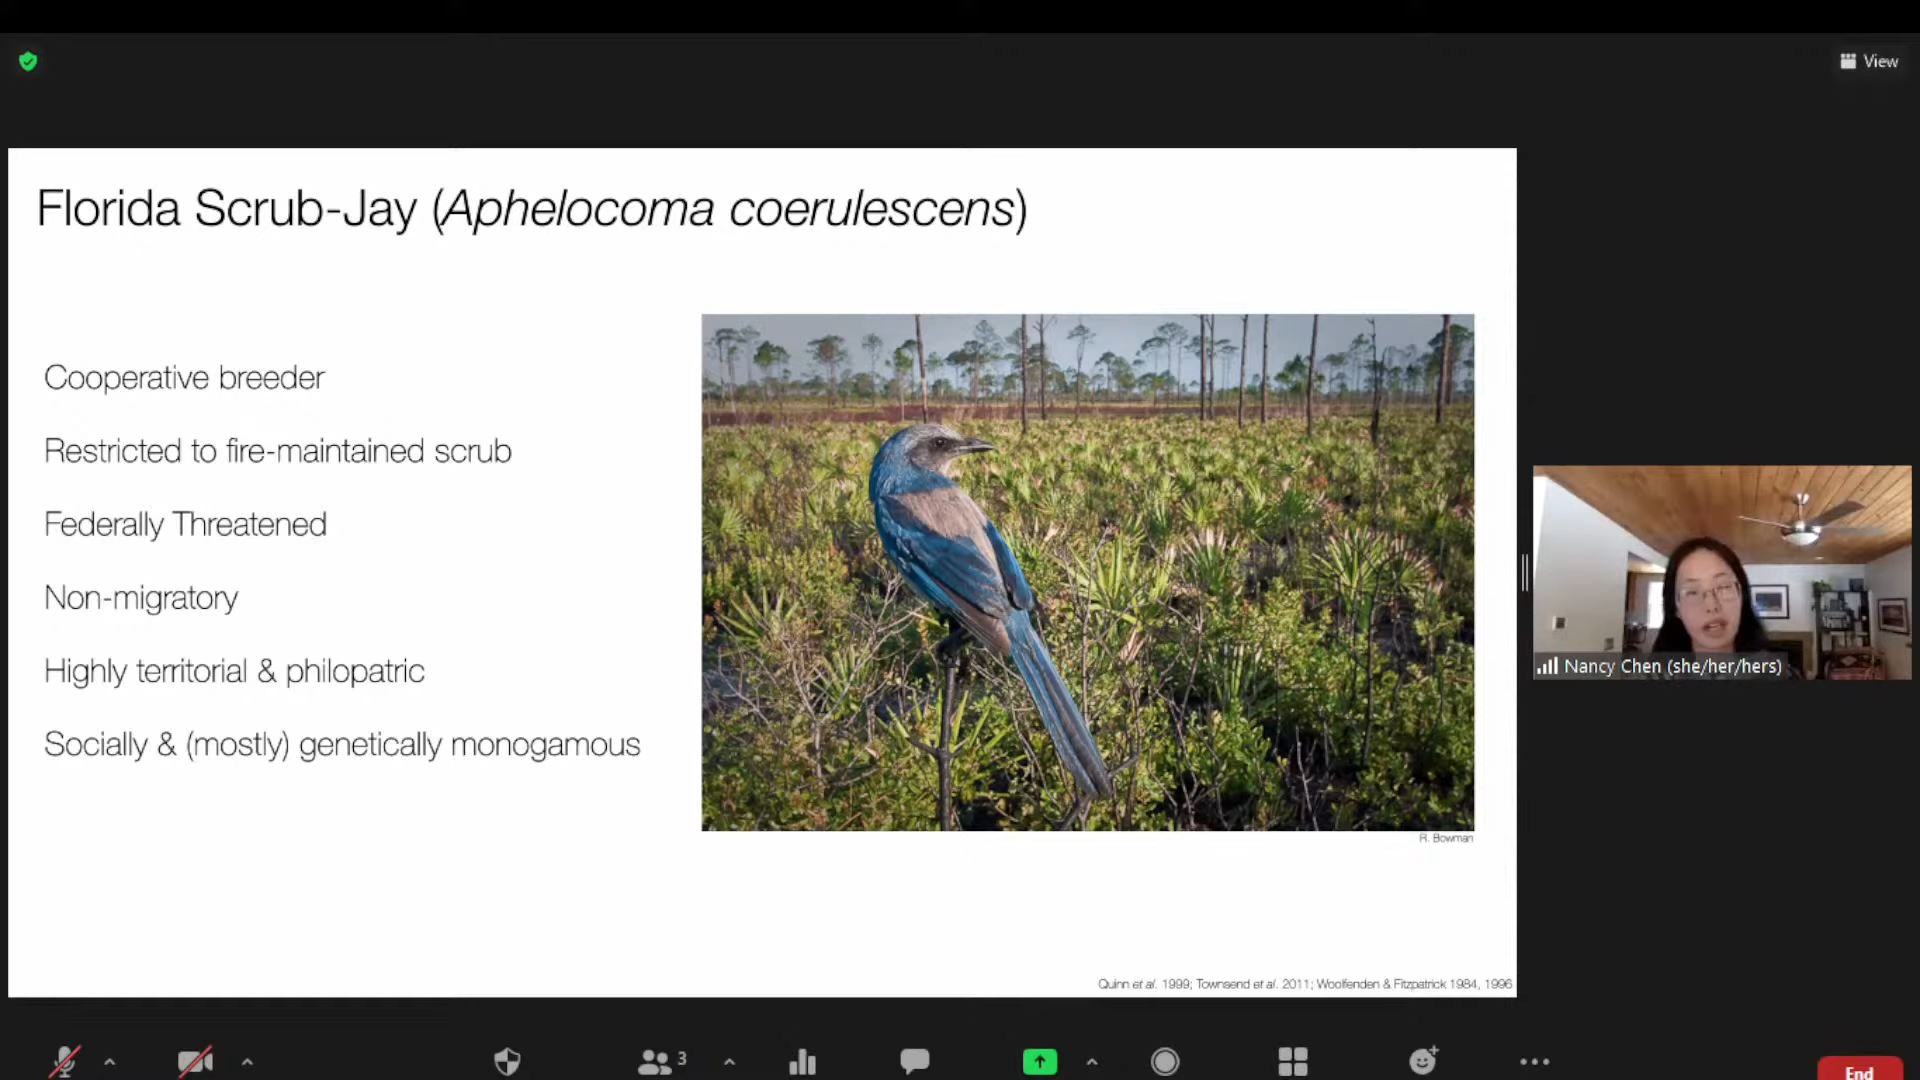 View
Florida Scrub-Jay (Aphelocoma coerulescens)
Cooperative breeder
Restricted to fire-maintained scrub
Federally Threatened
Non-migratory
Highly territorial & philopatric
Socially & (mostly) genetically monogamous
R. Bowman
Nancy Chen (she/her/hers)
Quinn et al. 1999; Townsend et al. 2011; Woolfenden & Fitzpatrick 1984, 1996
3
End